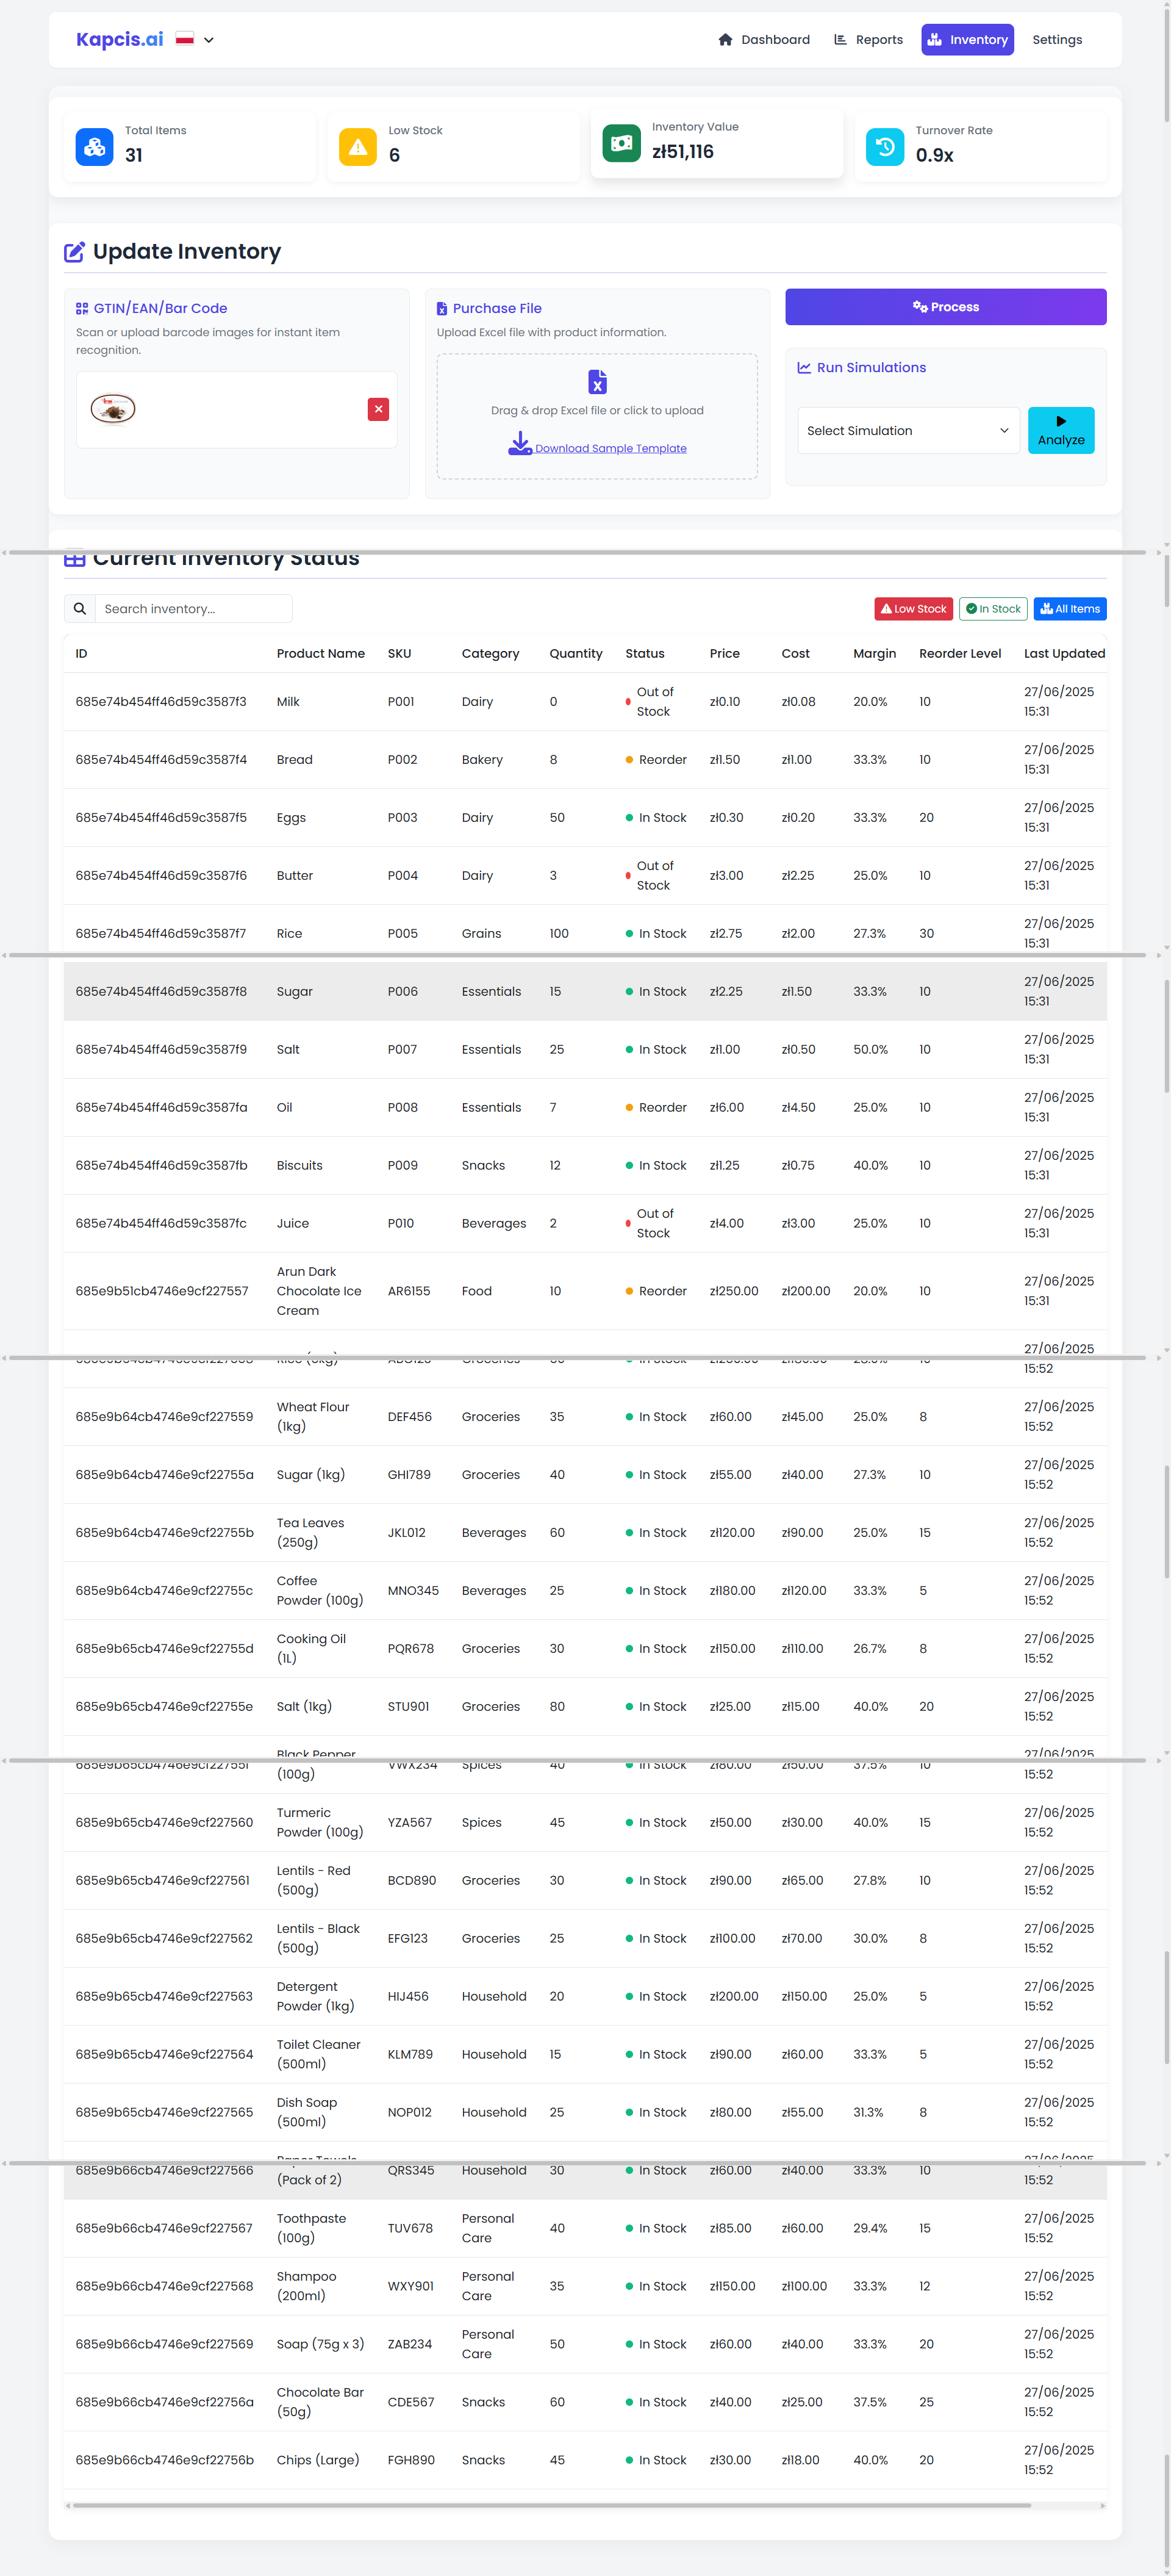 Kapcis.ai
Dashboard
Reports
Inventory
Settings
Total Items
31
Low Stock
6
Inventory Value
zł51,116
Turnover Rate
0.9x
Update Inventory
GTIN/EAN/Bar Code
Scan or upload barcode images for instant item
recognition.
Purchase File
Upload Excel file with product information.
Drag & drop Excel file or click to upload
Download Sample Template
Process
Run Simulations
Select Simulation
Analyze
Current Inventory Status
Search inventory...
Low Stock
In Stock
All Items
ID Product Name SKU Category Quantity Status Price Cost Margin Reorder Level Last Updated
685e74b454ff46d59c3587f3 Milk P001 Dairy 0 Out of Stock zł0.10 zł0.08 20.0% 10 27/06/2025 15:31
685e74b454ff46d59c3587f4 Bread P002 Bakery 8 Reorder zł1.50 zł1.00 33.3% 10 27/06/2025 15:31
685e74b454ff46d59c3587f5 Eggs P003 Dairy 50 In Stock zł0.30 zł0.20 33.3% 20 27/06/2025 15:31
685e74b454ff46d59c3587f6 Butter P004 Dairy 3 Out of Stock zł3.00 zł2.25 25.0% 10 27/06/2025 15:31
685e74b454ff46d59c3587f7 Rice P005 Grains 100 In Stock zł2.75 zł2.00 27.3% 30 27/06/2025 15:31
685e74b454ff46d59c3587f8 Sugar P006 Essentials 15 In Stock zł2.25 zł1.50 33.3% 10 27/06/2025 15:31
685e74b454ff46d59c3587f9 Salt P007 Essentials 25 In Stock zł1.00 zł0.50 50.0% 10 27/06/2025 15:31
685e74b454ff46d59c3587fa Oil P008 Essentials 7 Reorder zł6.00 zł4.50 25.0% 10 27/06/2025 15:31
685e74b454ff46d59c3587fb Biscuits P009 Snacks 12 In Stock zł1.25 zł0.75 40.0% 10 27/06/2025 15:31
685e74b454ff46d59c3587fc Juice P010 Beverages 2 Out of Stock zł4.00 zł3.00 25.0% 10 27/06/2025 15:31
685e9b51cb4746e9cf227557 Arun Dark Chocolate Ice Cream AR6155 Food 10 Reorder zł250.00 zł200.00 20.0% 10 27/06/2025 15:31
27/06/2025 15:52
685e9b64cb4746e9cf227559 Wheat Flour (1kg) DEF456 Groceries 35 In Stock zł60.00 zł45.00 25.0% 8 27/06/2025 15:52
685e9b64cb4746e9cf22755a Sugar (1kg) GHI789 Groceries 40 In Stock zł55.00 zł40.00 27.3% 10 27/06/2025 15:52
685e9b64cb4746e9cf22755b Tea Leaves (250g) JKL012 Beverages 60 In Stock zł120.00 zł90.00 25.0% 15 27/06/2025 15:52
685e9b64cb4746e9cf22755c Coffee Powder (100g) MNO345 Beverages 25 In Stock zł180.00 zł120.00 33.3% 5 27/06/2025 15:52
685e9b65cb4746e9cf22755d Cooking Oil (1L) PQR678 Groceries 30 In Stock zł150.00 zł110.00 26.7% 8 27/06/2025 15:52
685e9b65cb4746e9cf22755e Salt (1kg) STU901 Groceries 80 In Stock zł25.00 zł15.00 40.0% 20 27/06/2025 15:52
Black Pepper (100g) VWX234 Spices 40 In Stock zł80.00 zł50.00 37.5% 10 27/06/2025 15:52
685e9b65cb4746e9cf227560 Turmeric Powder (100g) YZA567 Spices 45 In Stock zł50.00 zł30.00 40.0% 15 27/06/2025 15:52
685e9b65cb4746e9cf227561 Lentils - Red (500g) BCD890 Groceries 30 In Stock zł90.00 zł65.00 27.8% 10 27/06/2025 15:52
685e9b65cb4746e9cf227562 Lentils - Black (500g) EFG123 Groceries 25 In Stock zł100.00 zł70.00 30.0% 8 27/06/2025 15:52
685e9b65cb4746e9cf227563 Detergent Powder (1kg) HIJ456 Household 20 In Stock zł200.00 zł150.00 25.0% 5 27/06/2025 15:52
685e9b65cb4746e9cf227564 Toilet Cleaner (500ml) KLM789 Household 15 In Stock zł90.00 zł60.00 33.3% 5 27/06/2025 15:52
685e9b65cb4746e9cf227565 Dish Soap (500ml) NOP012 Household 25 In Stock zł80.00 zł55.00 31.3% 8 27/06/2025 15:52
685e9b66cb4746e9cf227566 (Pack of 2) QRS345 Household 30 In Stock zł60.00 zł40.00 33.3% 10 15:52
685e9b66cb4746e9cf227567 Toothpaste (100g) TUV678 Personal Care 40 In Stock zł85.00 zł60.00 29.4% 15 27/06/2025 15:52
685e9b66cb4746e9cf227568 Shampoo (200ml) WXY901 Personal Care 35 In Stock zł150.00 zł100.00 33.3% 12 27/06/2025 15:52
685e9b66cb4746e9cf227569 Soap (75g x 3) ZAB234 Personal Care 50 In Stock zł60.00 zł40.00 33.3% 20 27/06/2025 15:52
685e9b66cb4746e9cf22756a Chocolate Bar (50g) CDE567 Snacks 60 In Stock zł40.00 zł25.00 37.5% 25 27/06/2025 15:52
685e9b66cb4746e9cf22756b Chips (Large) FGH890 Snacks 45 In Stock zł30.00 zł18.00 40.0% 20 27/06/2025 15:52